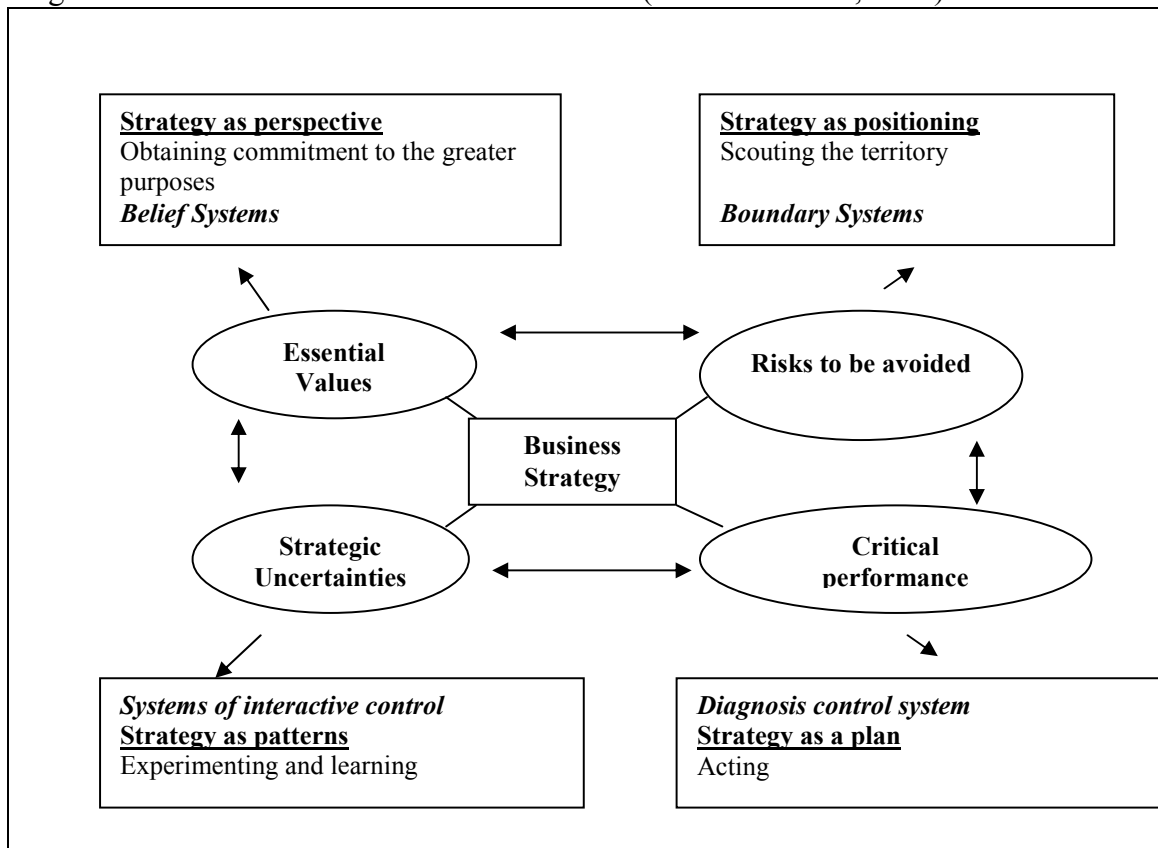 Strategy as perspective
Obtaining commitment to the greater
purposes
Belief Systems
Strategy as positioning
Scouting the territory
Boundary Systems
Essential
Values
Risks to be avoided
Business
Strategy
Strategic
Uncertainties
Critical
performance
Systems of interactive control
Strategy as patterns
Experimenting and learning
Diagnosis control system
Strategy as a plan
Acting